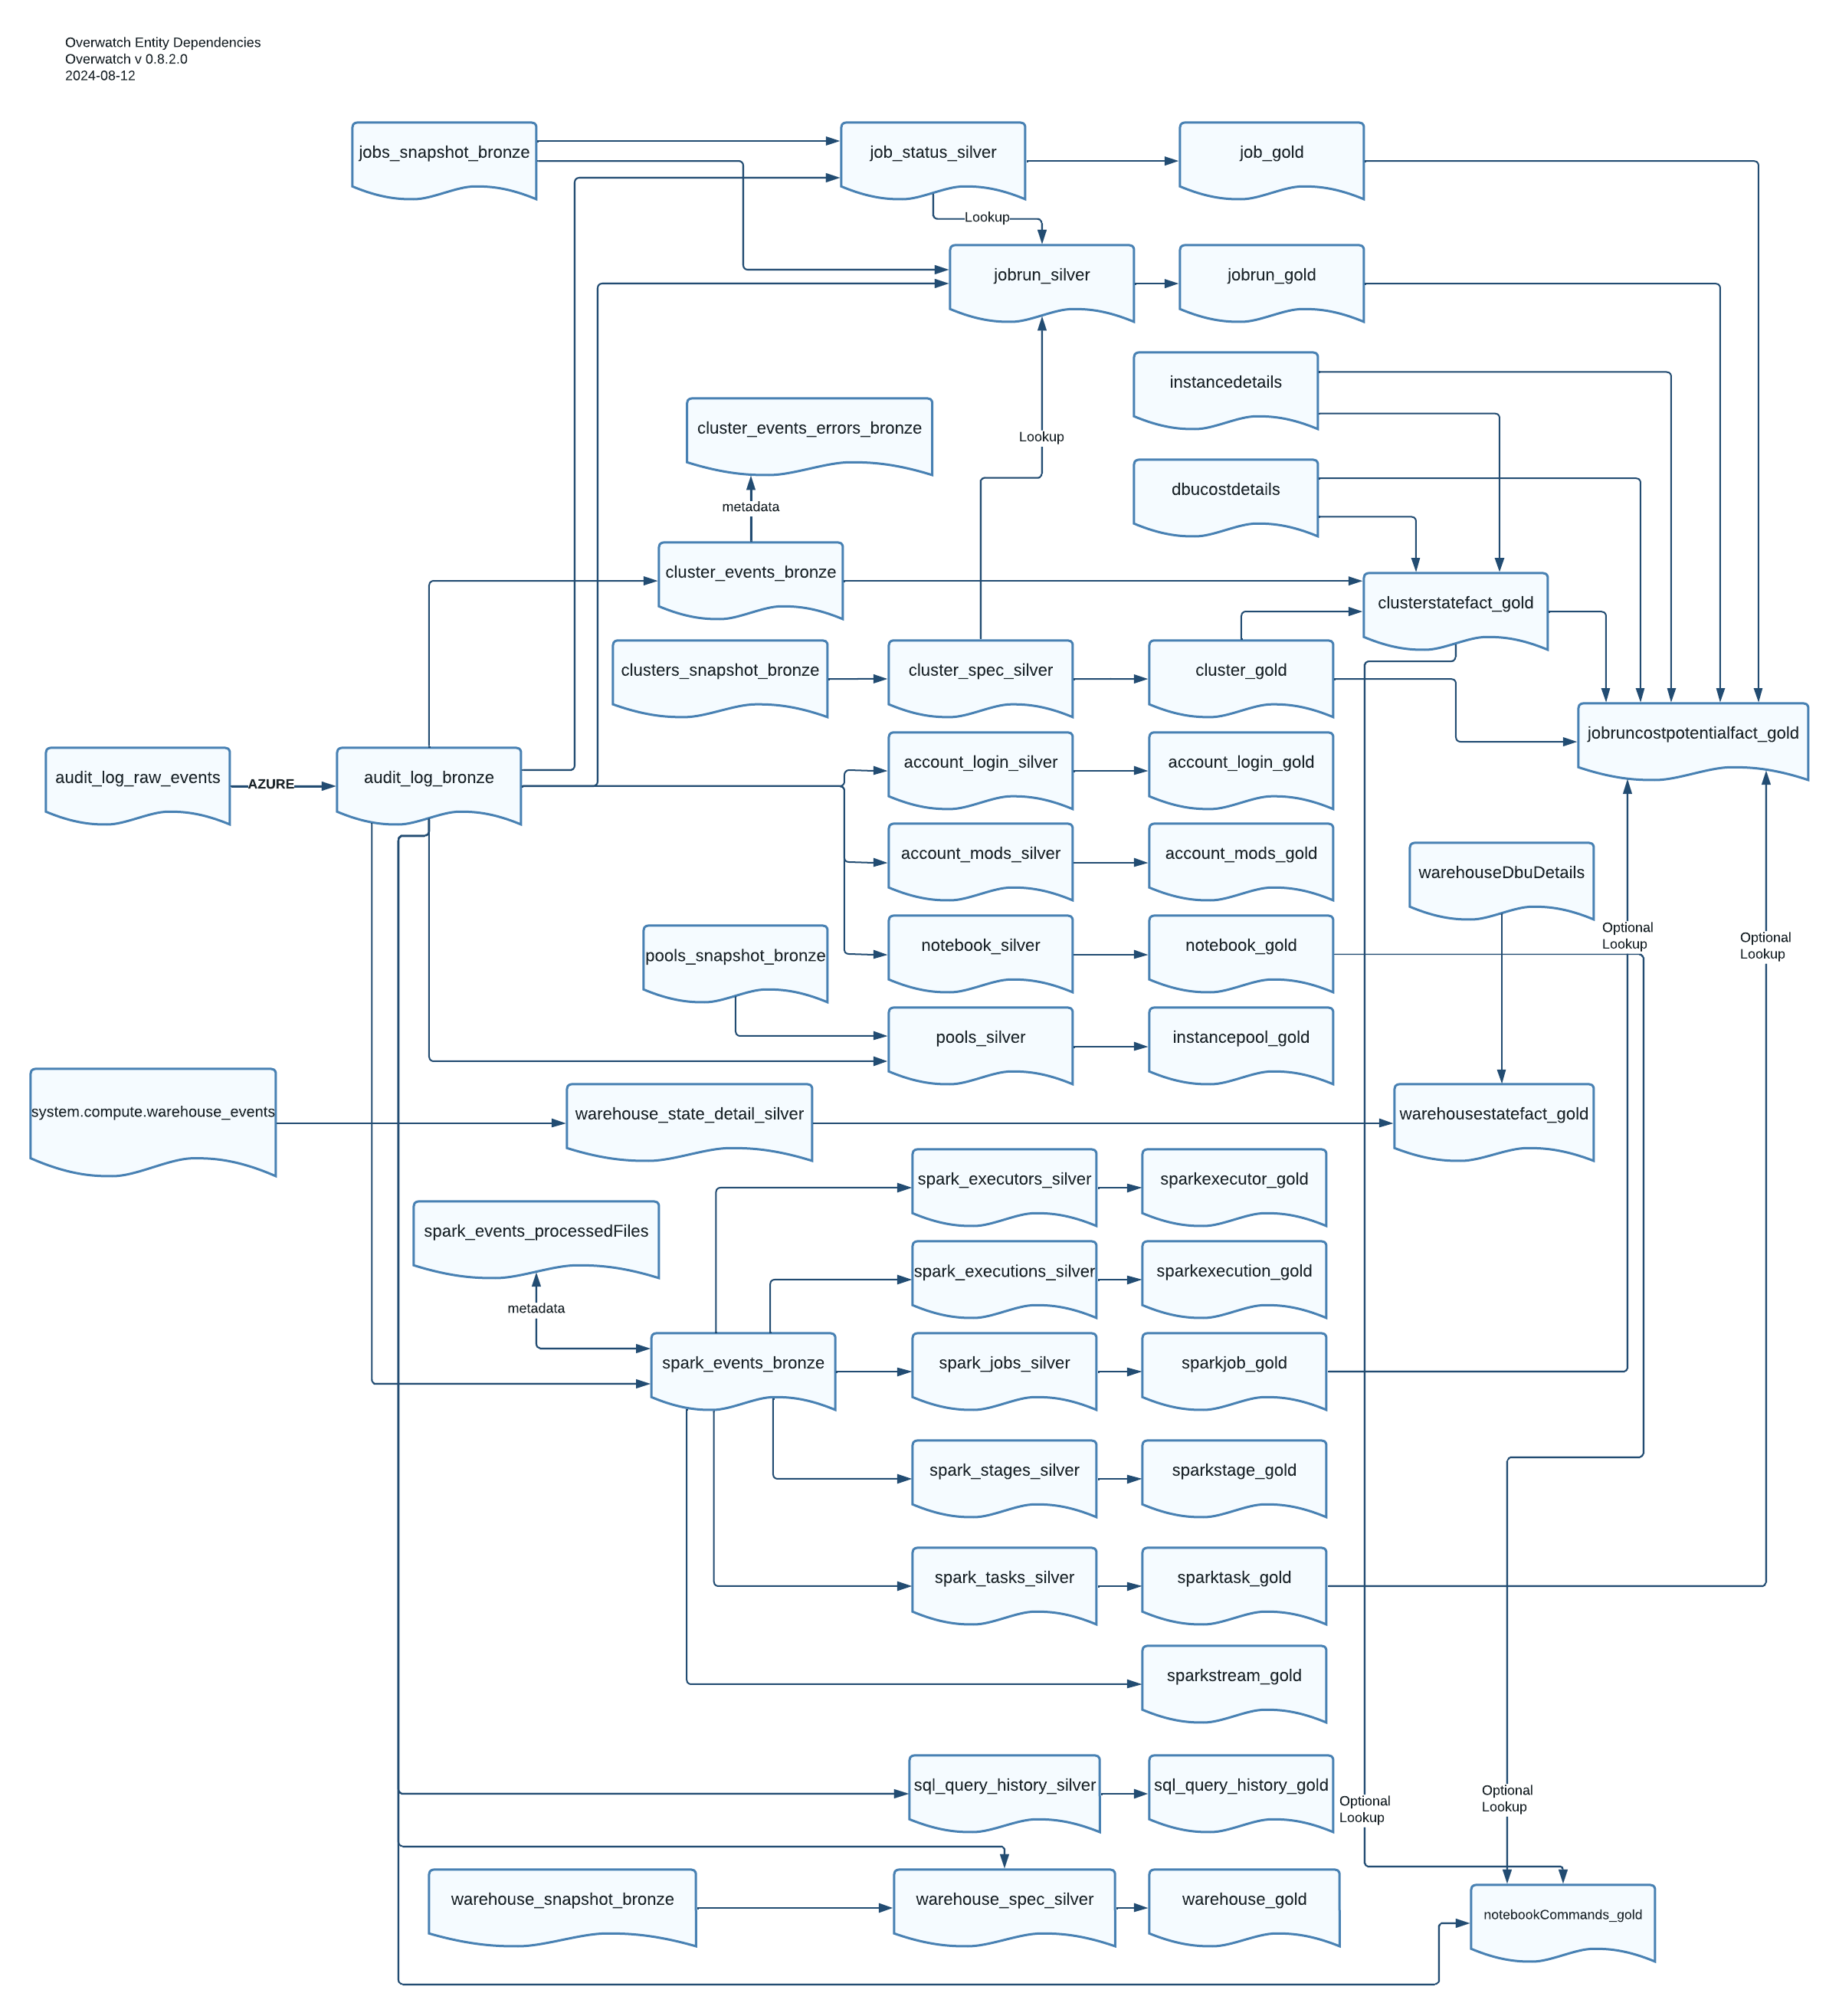 Overwatch Entity Dependencies
Overwatch v 0.8.2.0
2024-08-12
jobs_snapshot_bronze
job_status_silver
job_gold
Lookup
jobrun_silver
jobrun_gold
instancedetails
cluster_events_errors_bronze
Lookup
dbucostdetails
metadata
cluster_events_bronze
clusterstatefact_gold
clusters_snapshot_bronze
cluster_spec_silver
cluster_gold
jobruncostpotentialfact_gold
audit_log_raw_events
AZURE
audit_log_bronze
account_login_silver
account_login_gold
account_mods_silver
account_mods_gold
warehouseDbuDetails
Optional
Lookup
Optional
Lookup
pools_snapshot_bronze
notebook_silver
notebook_gold
pools_silver
instancepool_gold
system.compute.warehouse_events
warehouse_state_detail_silver
warehousestatefact_gold
spark_executors_silver
sparkexecutor_gold
spark_events_processedFiles
spark_executions_silver
sparkexecution_gold
metadata
spark_events_bronze
spark_jobs_silver
sparkjob_gold
spark_stages_silver
sparkstage_gold
spark_tasks_silver
sparktask_gold
sparkstream_gold
sql_query_history_silver
sql_query_history_gold
Optional
Lookup
Optional
Lookup
warehouse_snapshot_bronze
warehouse_spec_silver
warehouse_gold
notebookCommands_gold